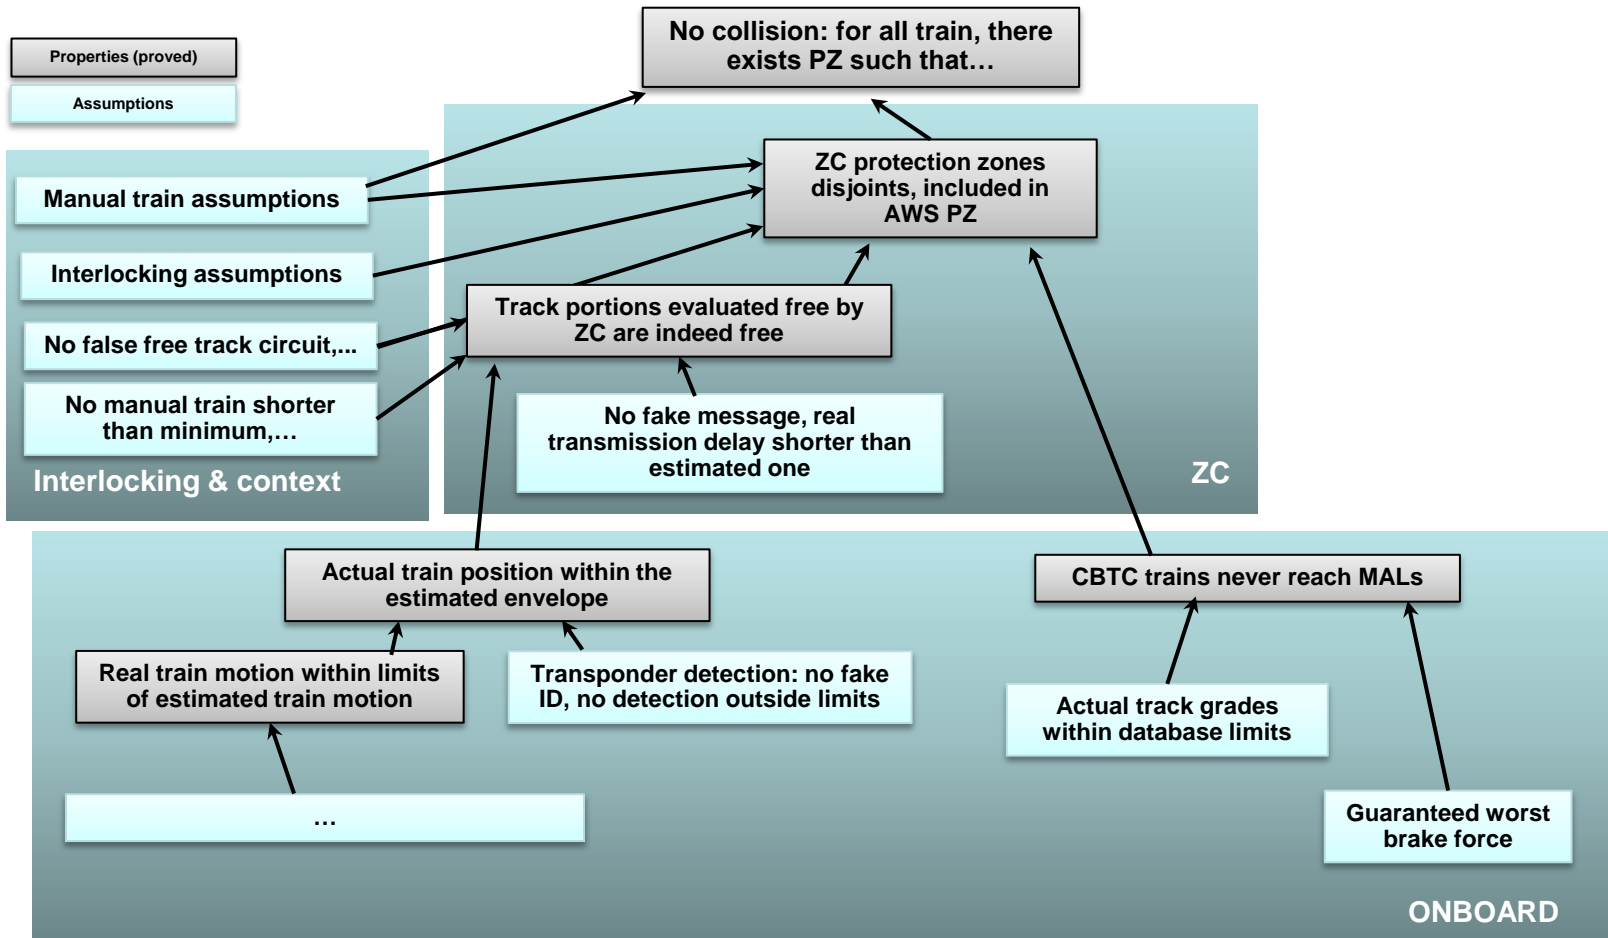 No collision: for all train, there
exists PZ such that…
Properties (proved)
Assumptions
ZC protection zones
disjoints, included in
AWS PZ
Manual train assumptions
Interlocking assumptions
Track portions evaluated free by
ZC are indeed free
No false free track circuit,...
No manual train shorter
than minimum,…
No fake message, real
transmission delay shorter than
estimated one
Interlocking & context
ZC
Actual train position within the
estimated envelope
CBTC trains never reach MALs
Real train motion within limits
of estimated train motion
Transponder detection: no fake
ID, no detection outside limits
Actual track grades
within database limits
…
Guaranteed worst
brake force
ONBOARD